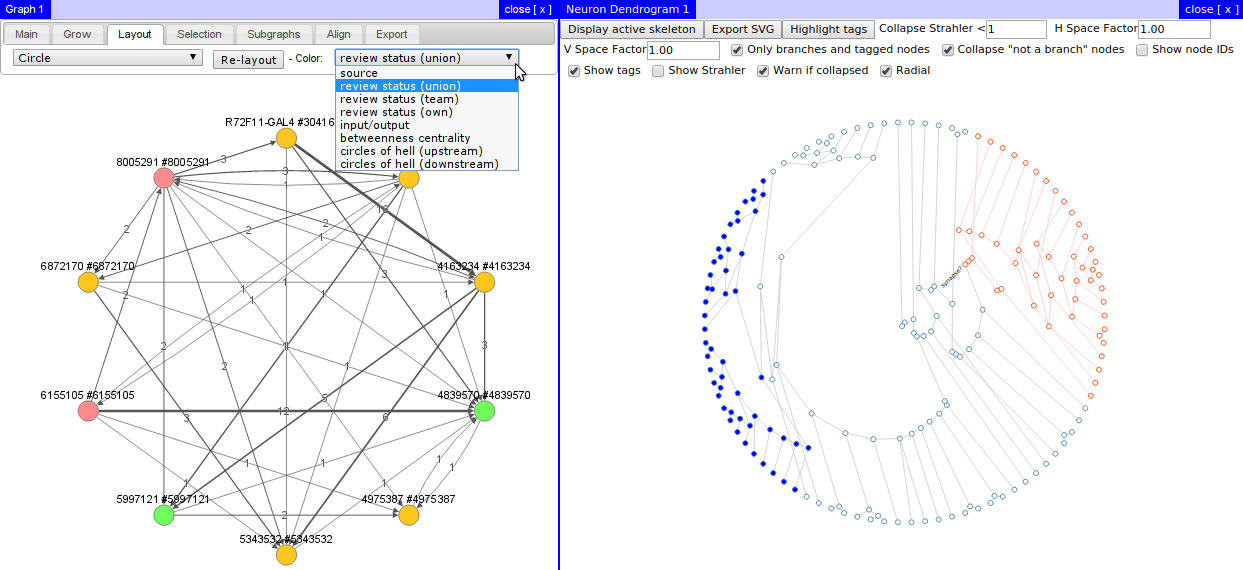 Graph 1 close [ x ]
Main Grow Layout Selection Subgraphs Align Export
Circle Re-layout - Color: review status (union)
source
review status (union)
review status (team)
review status (own)
input/output
betweenness centrality
circles of hell (upstream)
circles of hell (downstream)
R72F11-GAL4 #30416
8005291 #8005291
3
3
1
16
2
2
1
6872170 #6872170
4163234 #4163234
3
1
2
1
1
1
1
2
1
3
2
1
6155105 #6155105
4839570 #4839570
12
5
3
6
1
1
1
1
1
1
5997121 #5997121
4975387 #4975387
2
5343532 #5343532
Neuron Dendrogram 1 close [ x ]
Display active skeleton Export SVG Highlight tags Collapse Strahler < 1 H Space Factor 1.00
V Space Factor 1.00 Only branches and tagged nodes Collapse "not a branch" nodes Show node IDs
Show tags Show Strahler Warn if collapsed Radial
synapse?